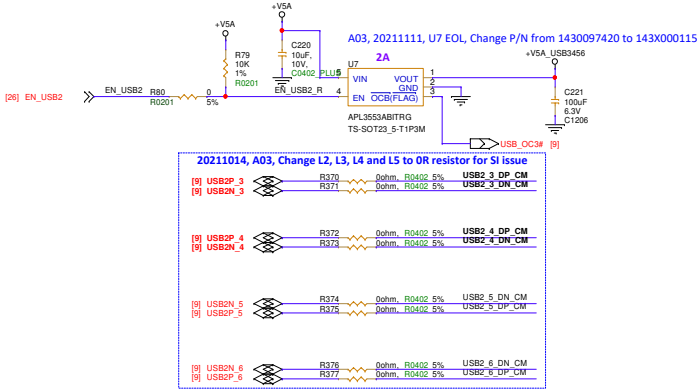 A03, 20211111, U7 EOL, Change P/N from 1430097420 to 143X000115
+V5A
+V5A
+V5A_USB3456
R79
10K
1%
R0201
C220
10uF,
10V,
C0402_PLUS
2A
U7
5
VIN
VOUT
1
GND
2
4
EN
OCB(FLAG)
3
APL3553ABITRG
TS-SOT23_5-T1P3M
C221
100uF
6.3V
C1206
[26] EN_USB2
EN_USB2
R80
0
R0201
5%
EN_USB2_R
USB_OC3# [9]
20211014, A03, Change L2, L3, L4 and L5 to 0R resistor for SI issue
[9] USB2P_3 R370 0ohm, R0402 5% USB2_3_DP_CM
[9] USB2N_3 R371 0ohm, R0402 5% USB2_3_DN_CM
[9] USB2P_4 R372 0ohm, R0402 5% USB2_4_DP_CM
[9] USB2N_4 R373 0ohm, R0402 5% USB2_4_DN_CM
[9] USB2N_5 R374 0ohm, R0402 5% USB2_5_DN_CM
[9] USB2P_5 R375 0ohm, R0402 5% USB2_5_DP_CM
[9] USB2N_6 R376 0ohm, R0402 5% USB2_6_DN_CM
[9] USB2P_6 R377 0ohm, R0402 5% USB2_6_DP_CM